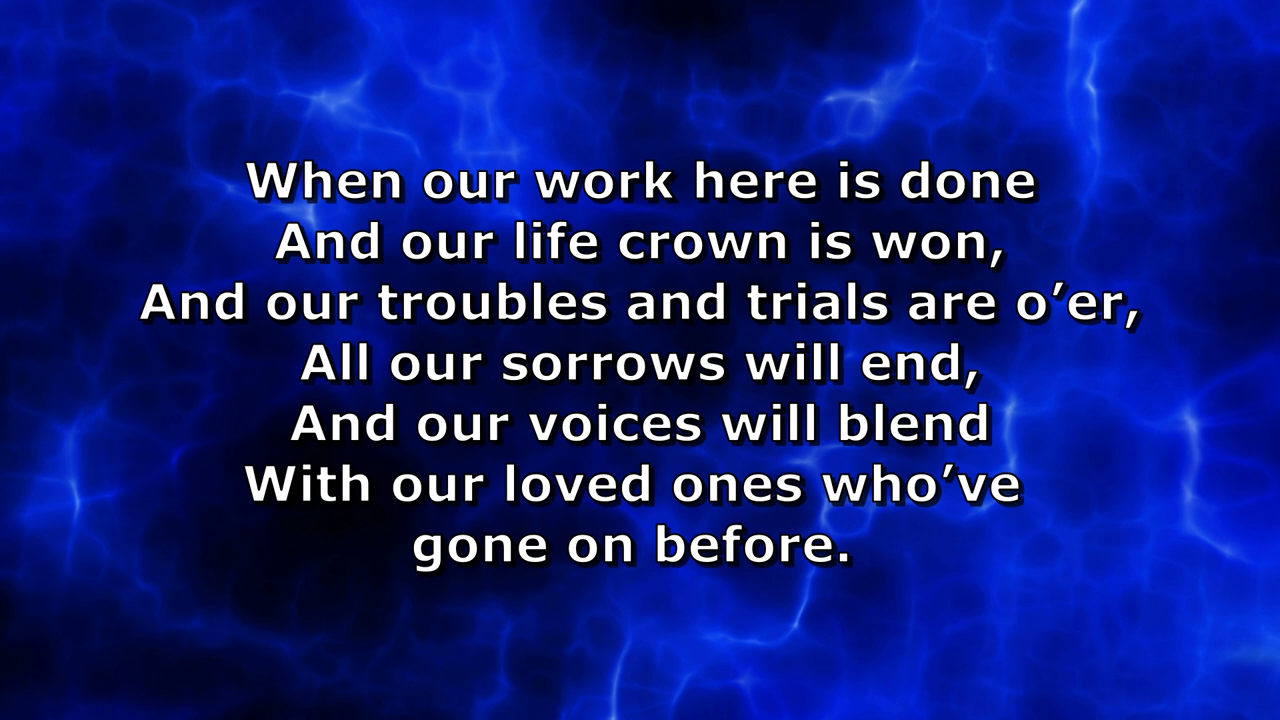 When our work here is done
And our life crown is won,
And our troubles and trials are o’er,
All our sorrows will end,
And our voices will blend
With our loved ones who’ve
gone on before.